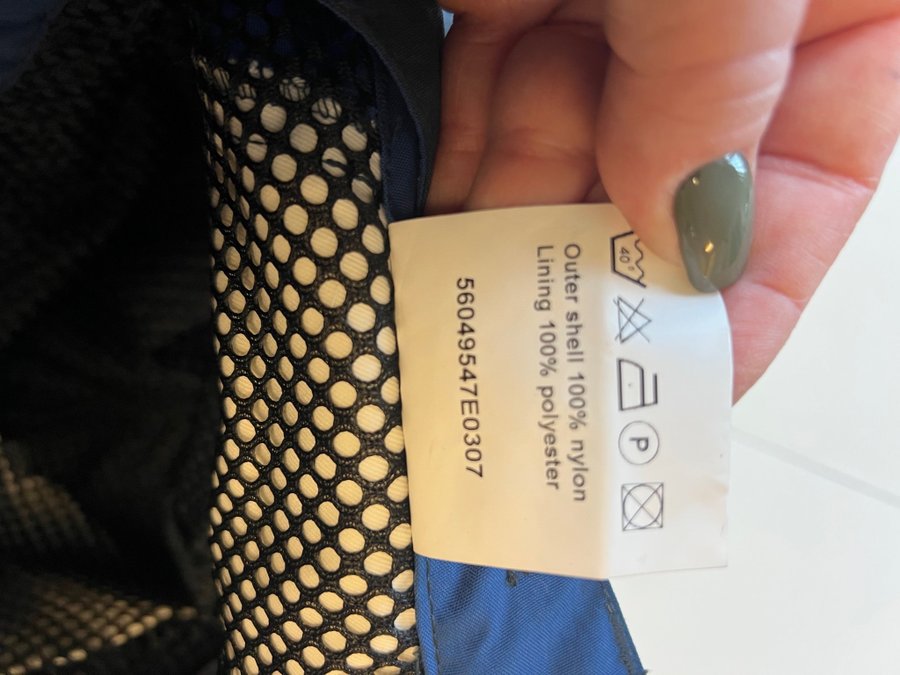 40°
P
Outer shell 100% nylon
Lining 100% polyester
56049547E0307